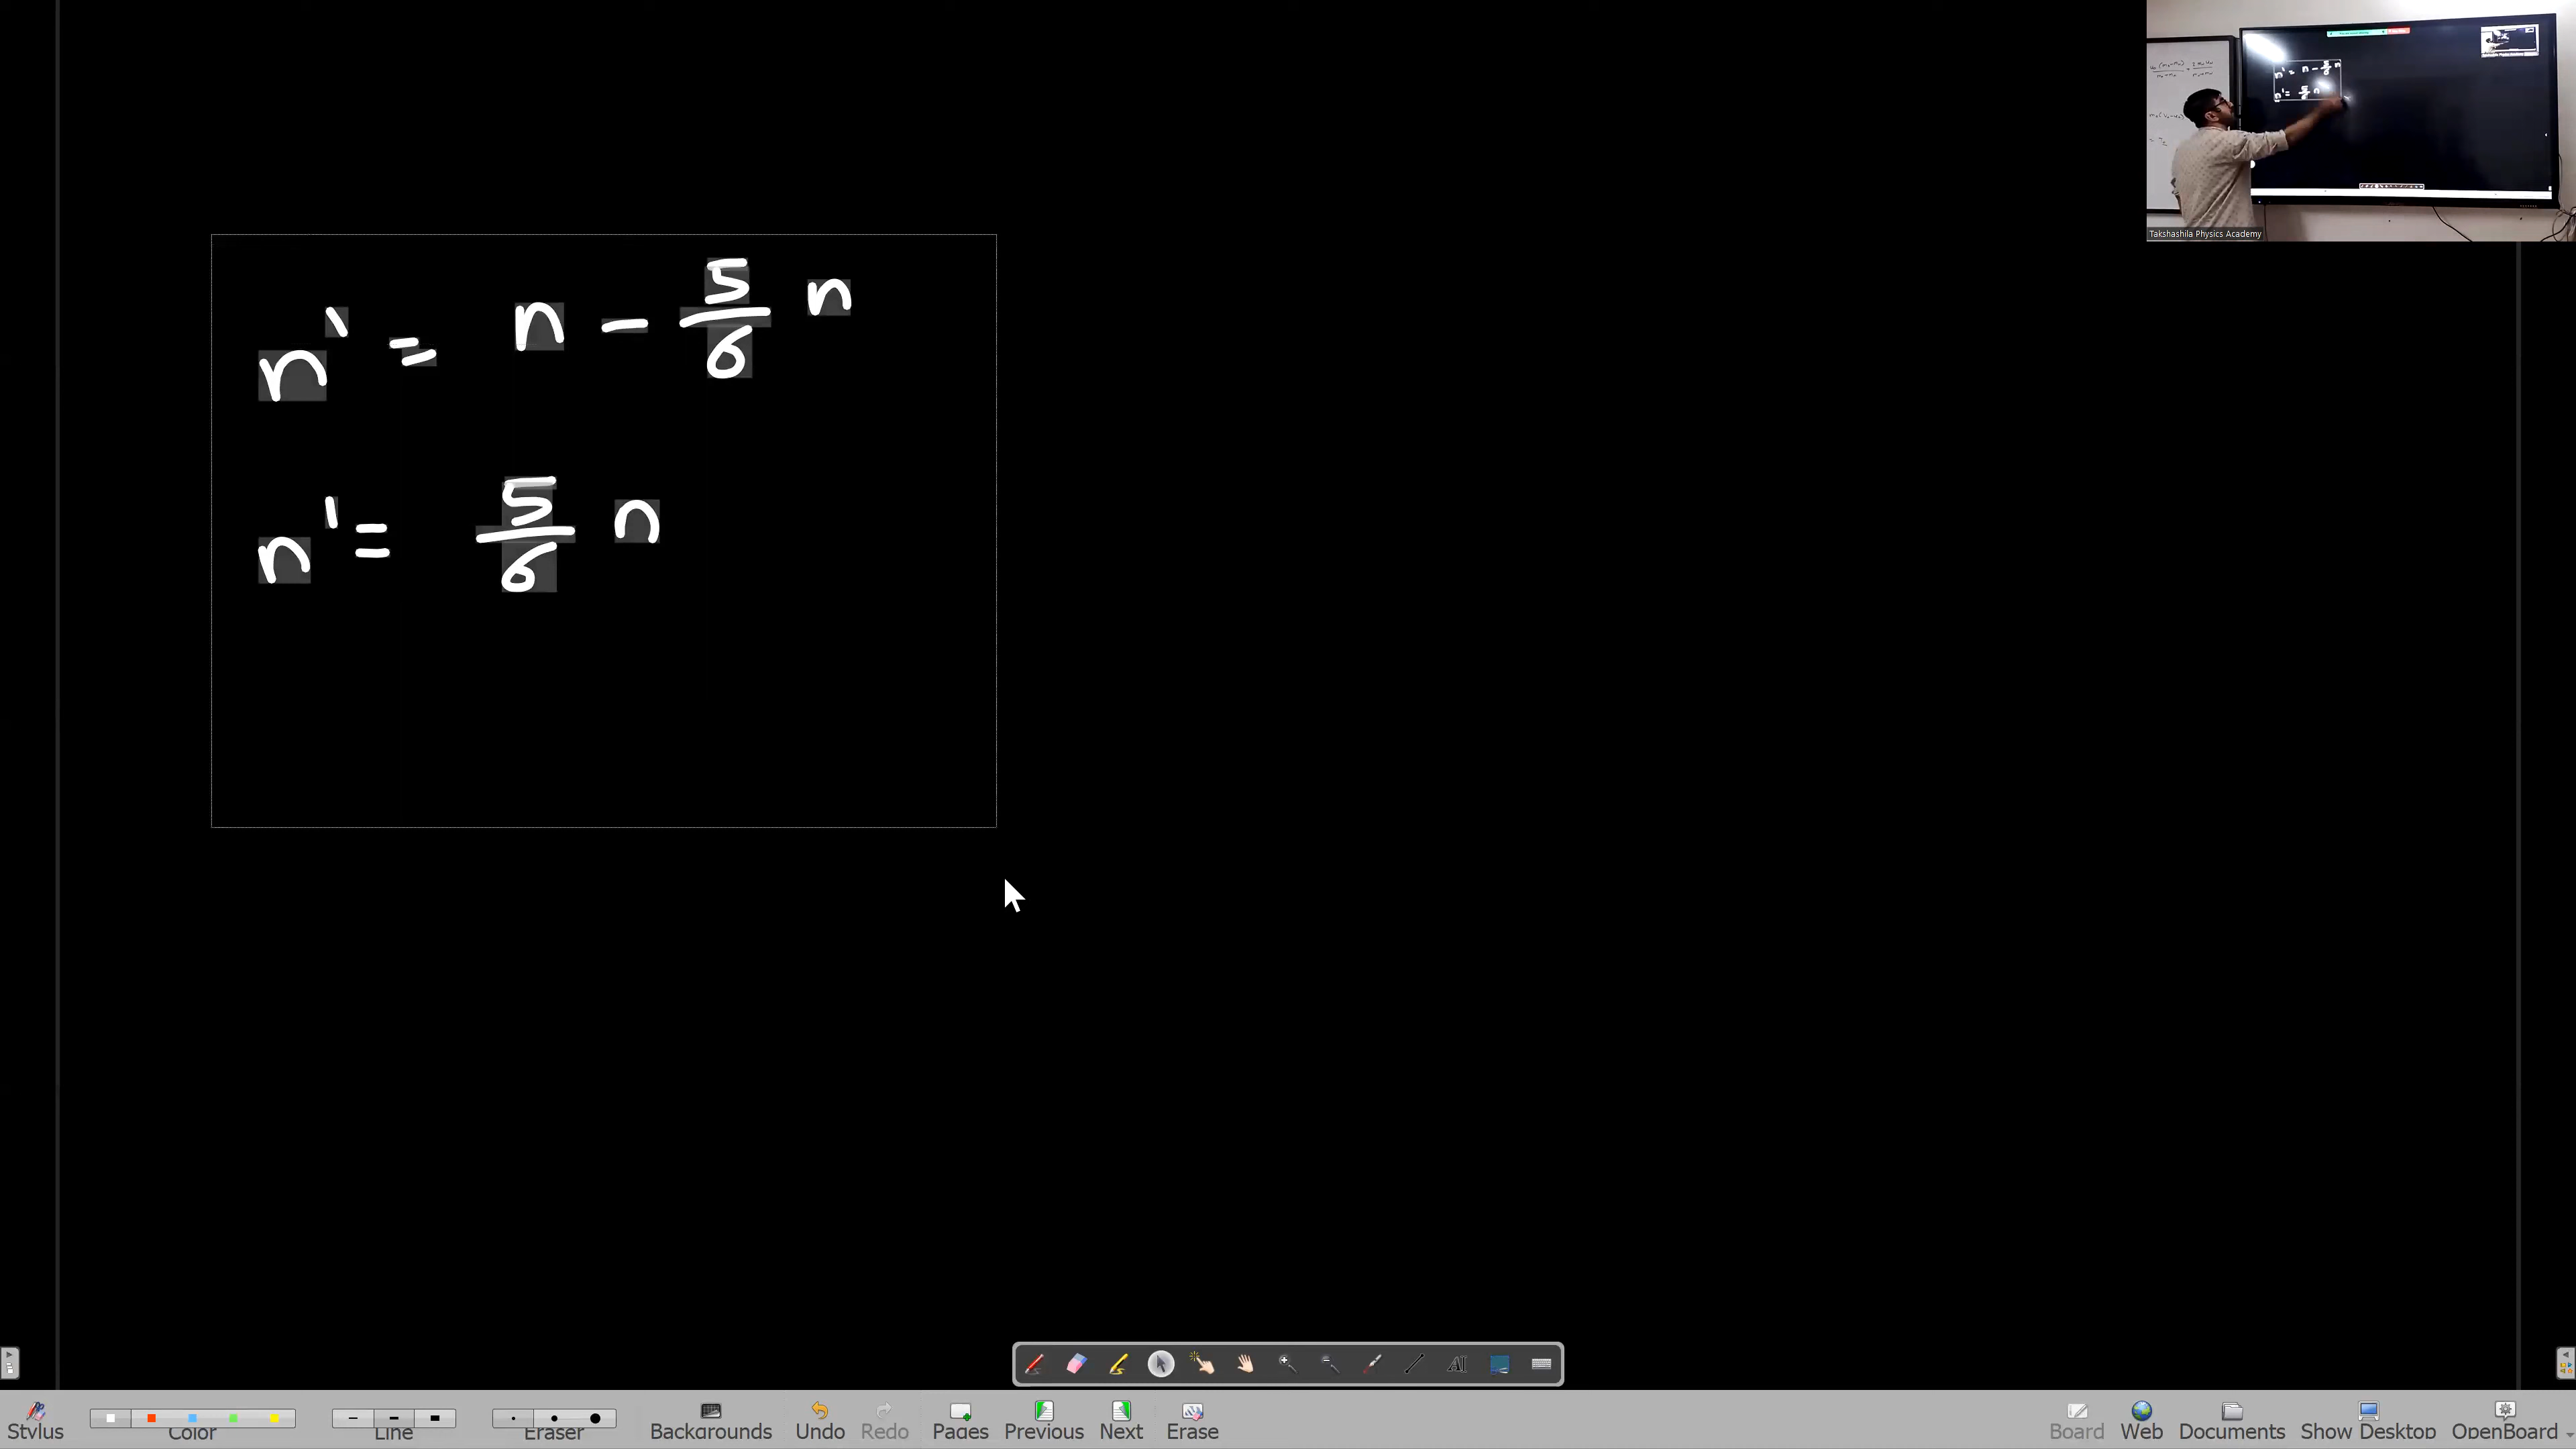 Takshashila Physics Academy
n' = n - 5/6 n
n' = 5/6 n
Stylus
Color
Line
Eraser
Backgrounds
Undo
Redo
Pages
Previous
Next
Erase
Board
Web
Documents
Show Desktop
OpenBoard